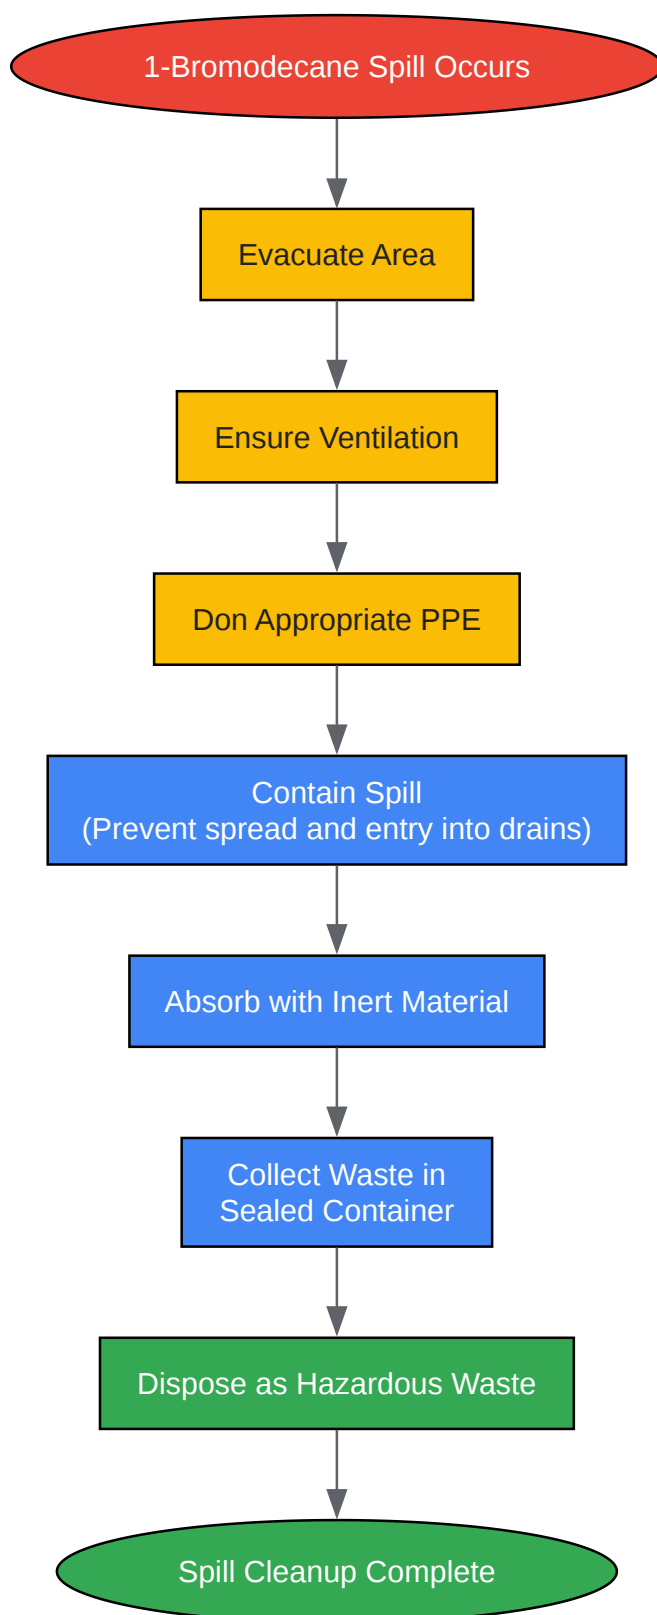 1-Bromodecane Spill Occurs
Evacuate Area
Ensure Ventilation
Don Appropriate PPE
Contain Spill
(Prevent spread and entry into drains)
Absorb with Inert Material
Collect Waste in
Sealed Container
Dispose as Hazardous Waste
Spill Cleanup Complete